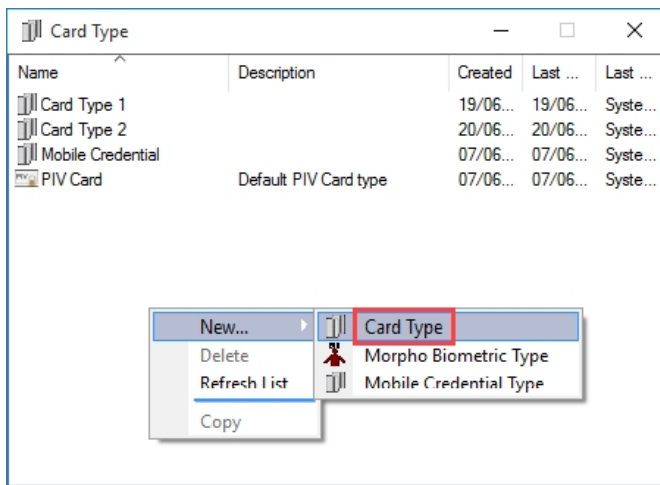 Card Type
Name Description Created Last ... Last ...
Card Type 1 19/06... 19/06... Syste...
Card Type 2 20/06... 20/06... Syste...
Mobile Credential 07/06... 07/06... Syste...
PIV Card Default PIV Card type 07/06... 07/06... Syste...
New... Card Type
Delete Morpho Biometric Type
Refresh List Mobile Credential Type
Copy